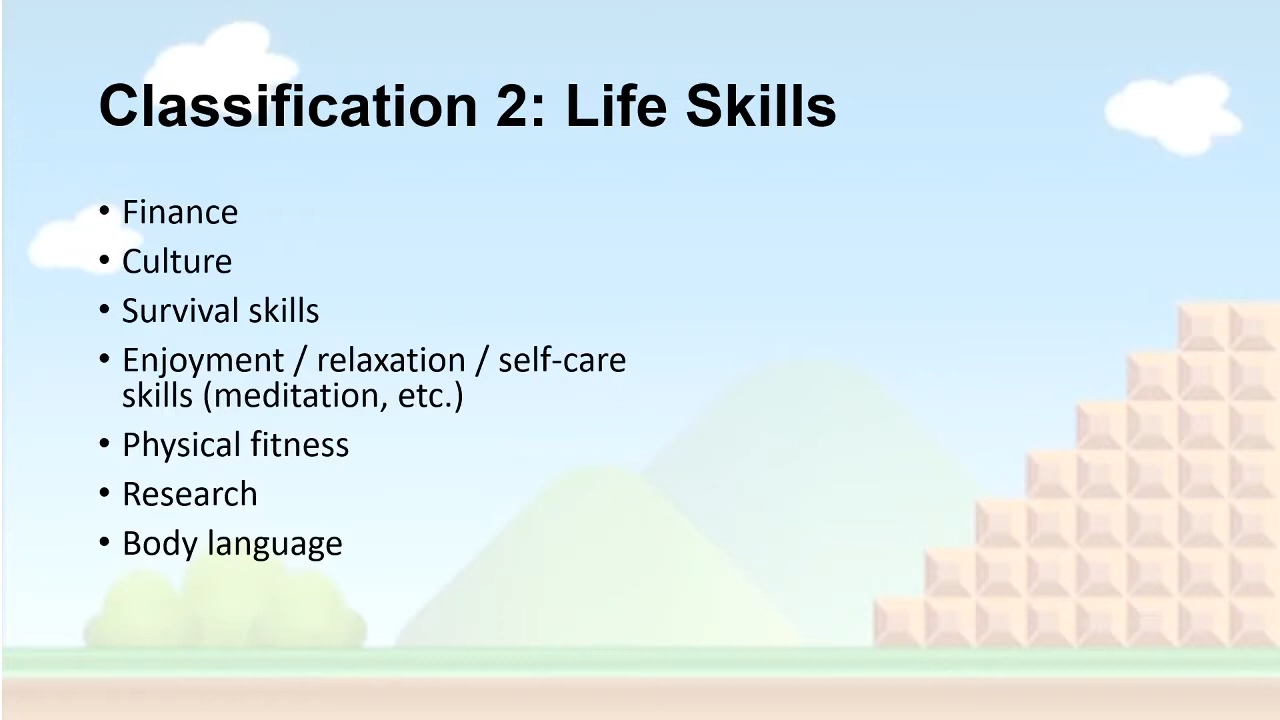 Classification 2: Life Skills
• Finance
• Culture
• Survival skills
• Enjoyment / relaxation / self-care
skills (meditation, etc.)
• Physical fitness
• Research
• Body language